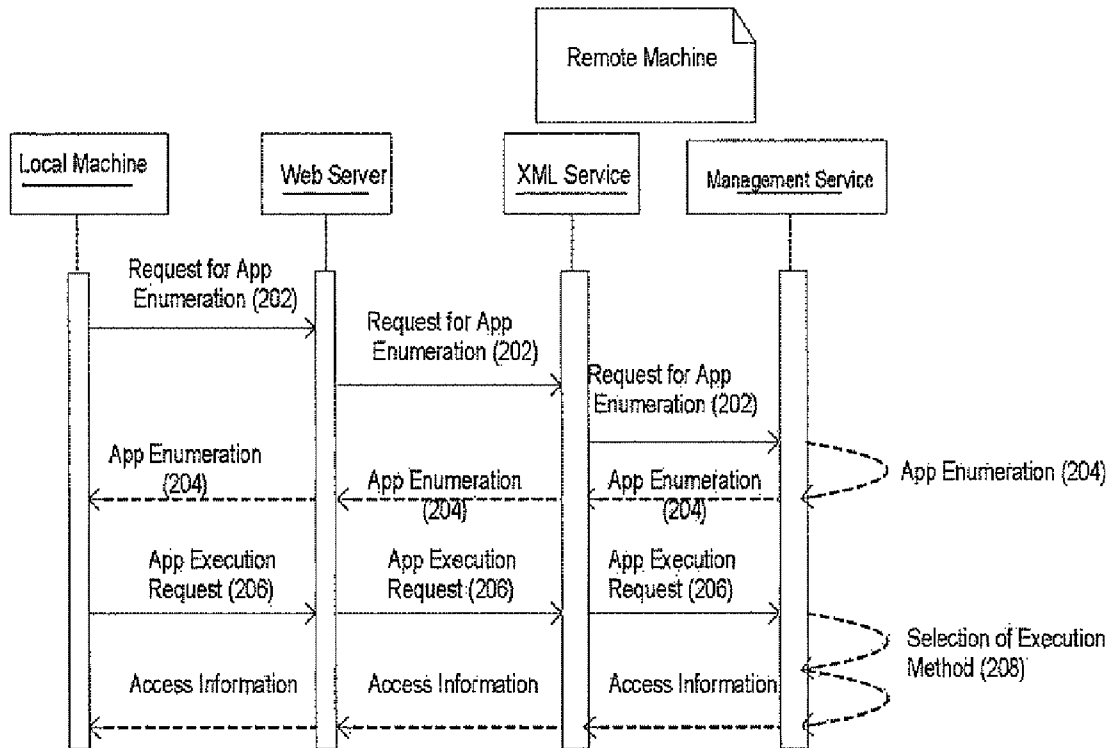 Remote Machine
Local Machine
Web Server
XML Service
Management Service
Request for App
Enumeration (202)
Request for App
Enumeration (202)
Request for App
Enumeration (202)
App Enumeration
(204)
App Enumeration
(204)
App Enumeration
(204)
App Enumeration (204)
App Execution
Request (206)
App Execution
Request (206)
App Execution
Request (206)
Selection of Execution
Method (208)
Access Information
Access Information
Access Information